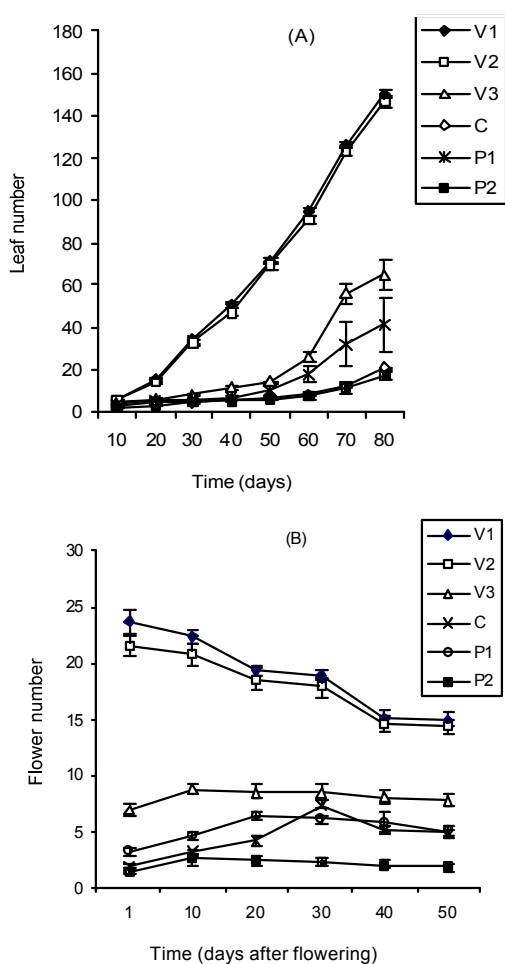 (A)
V1
V2
V3
C
P1
P2
180
160
140
120
100
80
60
40
20
0
Leaf number
10 20 30 40 50 60 70 80
Time (days)
(B)
V1
V2
V3
C
P1
P2
30
25
20
15
10
5
0
Flower number
1 10 20 30 40 50
Time (days after flowering)